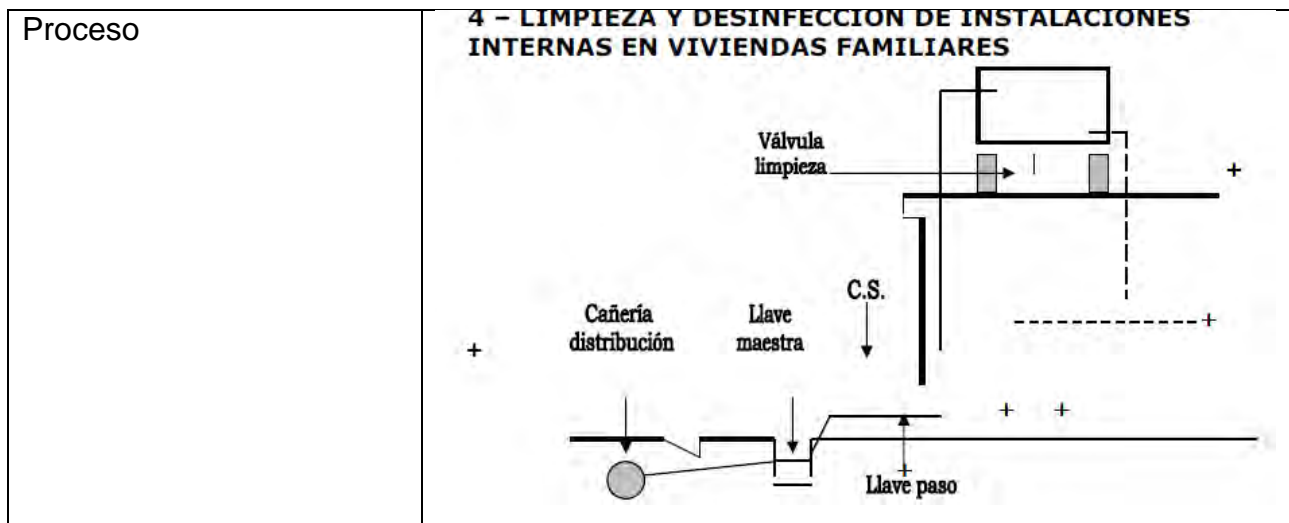 Proceso
4 – LIMPIEZA Y DESINFECCION DE INSTALACIONES
INTERNAS EN VIVIENDAS FAMILIARES
Válvula
limpieza
C.S.
Cañería
distribución
Llave
maestra
Llave paso